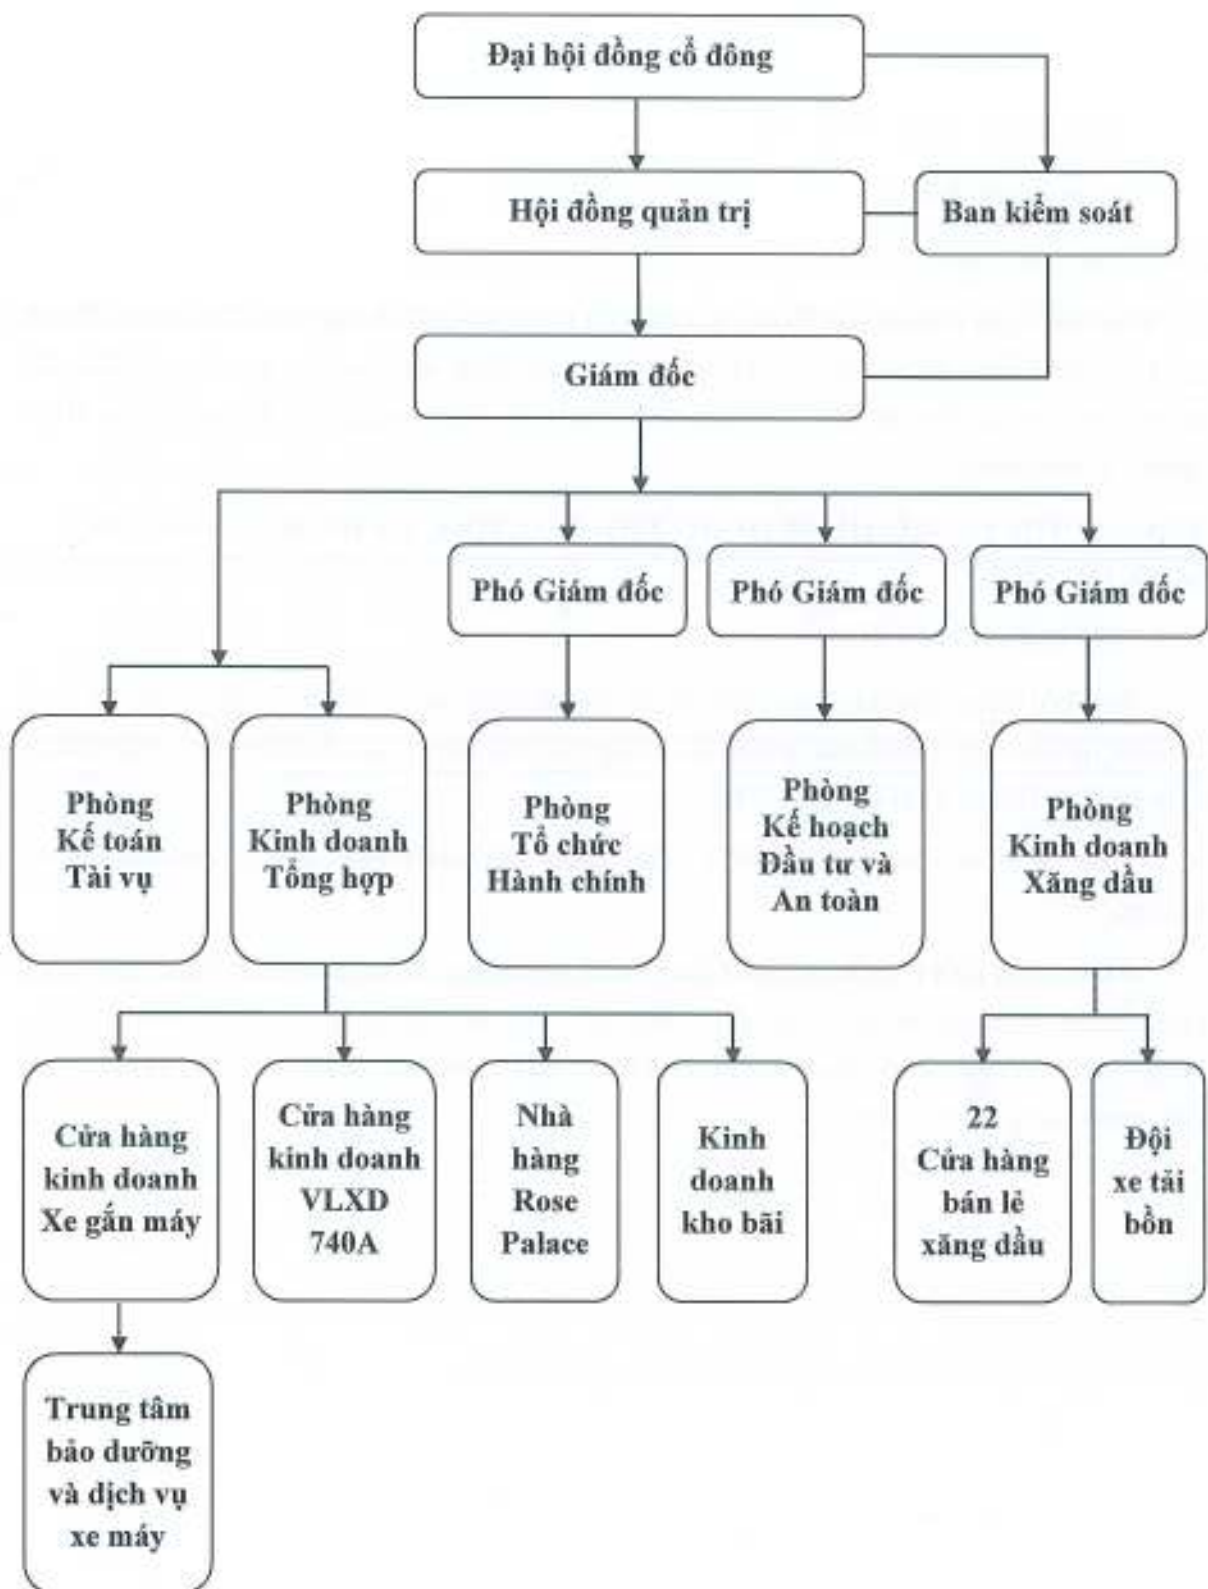 Đại hội đồng cổ đông
Hội đồng quản trị
Ban kiểm soát
Giám đốc
Phó Giám đốc
Phó Giám đốc
Phó Giám đốc
Phòng
Kế toán
Tài vụ
Phòng
Kinh doanh
Tổng hợp
Phòng
Tổ chức
Hành chính
Phòng
Kế hoạch
Đầu tư và
An toàn
Phòng
Kinh doanh
Xăng dầu
Cửa hàng
kinh doanh
Xe gắn máy
Cửa hàng
kinh doanh
VLXD
740A
Nhà
hàng
Rose
Palace
Kinh
doanh
kho bãi
22
Cửa hàng
bán lẻ
xăng dầu
Đội
xe tải
bồn
Trung tâm
bảo dưỡng
và dịch vụ
xe máy